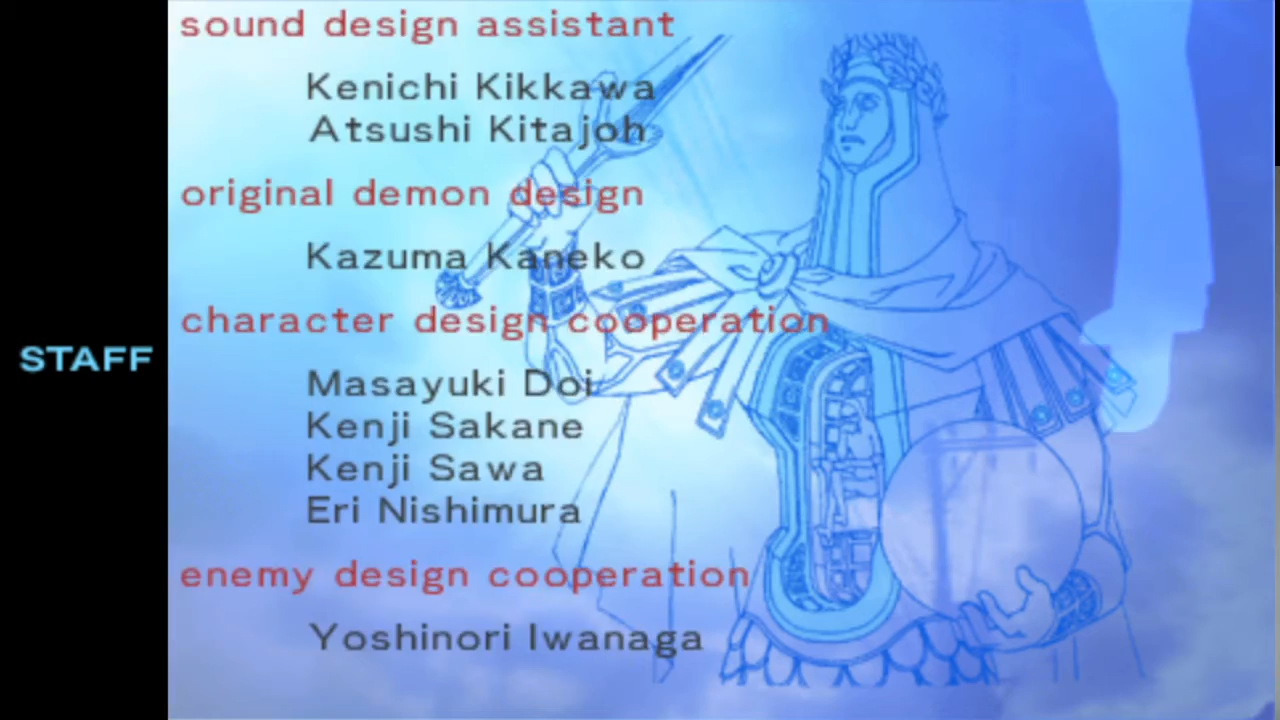 sound design assistant
Kenichi Kikkawa
Atsushi Kitajoh
original demon design
Kazuma Kaneko
character design cooperation
STAFF
Masayuki Doi
Kenji Sakane
Kenji Sawa
Eri Nishimura
enemy design cooperation
Yoshinori Iwanaga